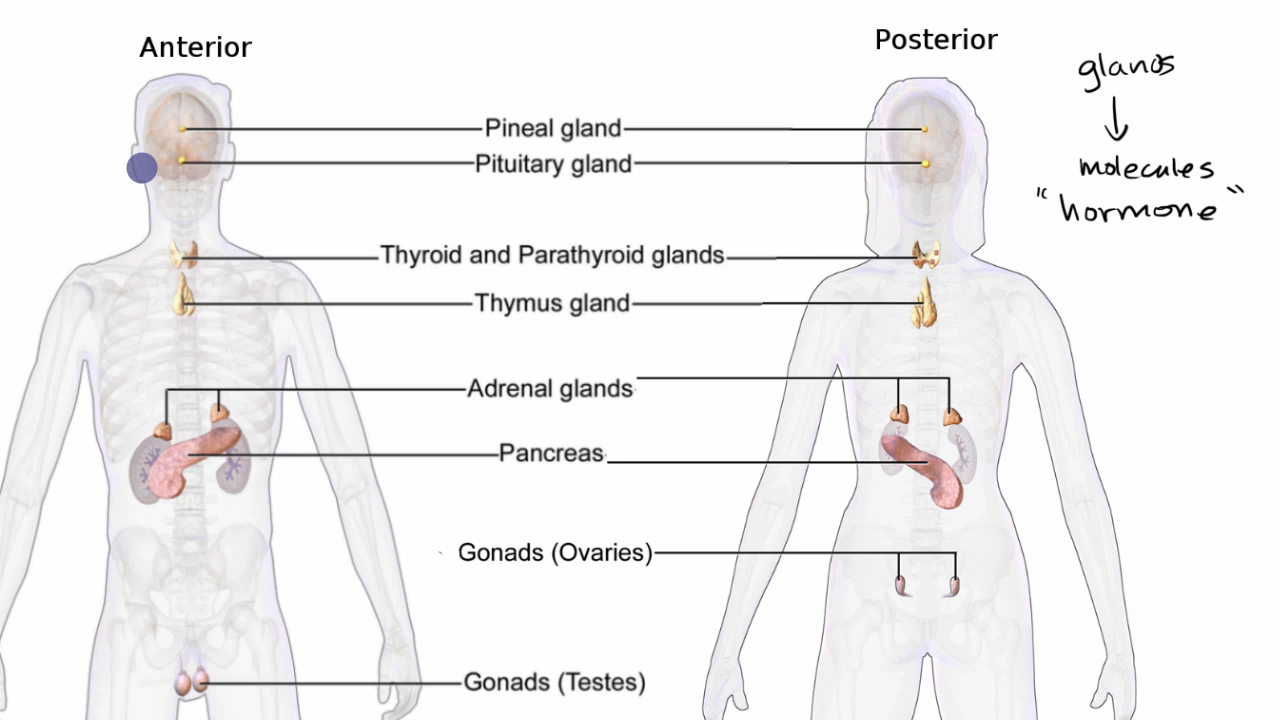 Anterior
Posterior
glands
↓
molecules
"hormone"
Pineal gland
Pituitary gland
Thyroid and Parathyroid glands
Thymus gland
Adrenal glands
Pancreas
Gonads (Ovaries)
Gonads (Testes)